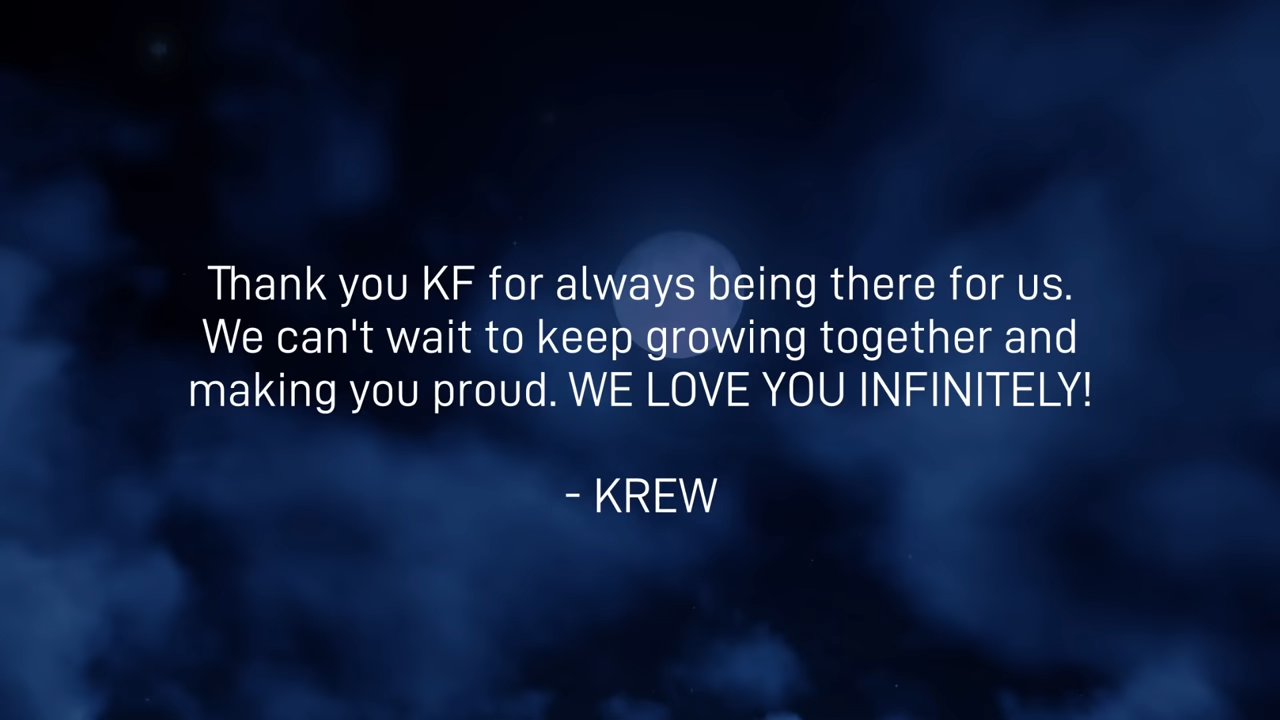 Thank you KF for always being there for us.
We can't wait to keep growing together and
making you proud. WE LOVE YOU INFINITELY!
- KREW